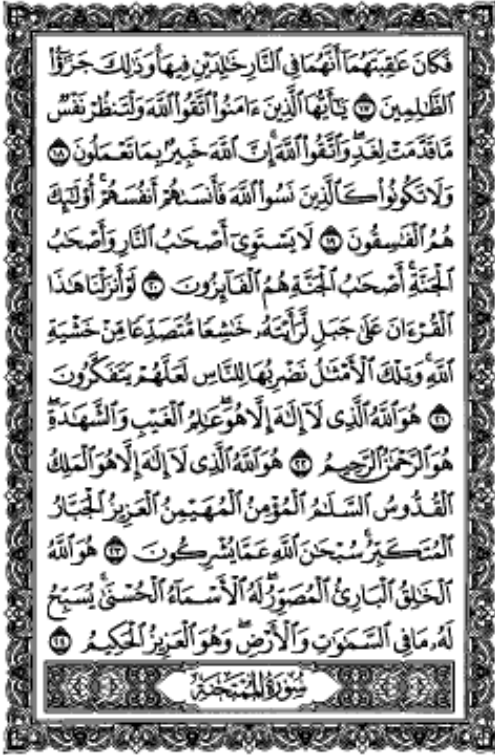 فَكَانَ عَٰقِبَتَهُمَآ أَنَّهُمَا فِى ٱلنَّارِ خَٰلِدَيْنِ فِيهَا ۚ وَذَٰلِكَ جَزَٰٓؤُا۟
ٱلظَّٰلِمِينَ ١٧ يَٰٓأَيُّهَا ٱلَّذِينَ ءَامَنُوا۟ ٱتَّقُوا۟ ٱللَّهَ وَلْتَنظُرْ نَفْسٌ
مَّا قَدَّمَتْ لِغَدٍ ۖ وَٱتَّقُوا۟ ٱللَّهَ ۚ إِنَّ ٱللَّهَ خَبِيرٌۢ بِمَا تَعْمَلُونَ ١٨
وَلَا تَكُونُوا۟ كَٱلَّذِينَ نَسُوا۟ ٱللَّهَ فَأَنسَىٰهُمْ أَنفُسَهُمْ ۚ أُو۟لَٰٓئِكَ
هُمُ ٱلْفَٰسِقُونَ ١٩ لَا يَسْتَوِىٓ أَصْحَٰبُ ٱلنَّارِ وَأَصْحَٰبُ
ٱلْجَنَّةِ ۚ أَصْحَٰبُ ٱلْجَنَّةِ هُمُ ٱلْفَآئِزُونَ ٢٠ لَوْ أَنزَلْنَا هَٰذَا
ٱلْقُرْءَانَ عَلَىٰ جَبَلٍ لَّرَأَيْتَهُۥ خَٰشِعًا مُّتَصَدِّعًا مِّنْ خَشْيَةِ
ٱللَّهِ ۚ وَتِلْكَ ٱلْأَمْثَٰلُ نَضْرِبُهَا لِلنَّاسِ لَعَلَّهُمْ يَتَفَكَّرُونَ
٢١ هُوَ ٱللَّهُ ٱلَّذِى لَآ إِلَٰهَ إِلَّا هُوَ ۖ عَٰلِمُ ٱلْغَيْبِ وَٱلشَّهَٰدَةِ ۖ
هُوَ ٱلرَّحْمَٰنُ ٱلرَّحِيمُ ٢٢ هُوَ ٱللَّهُ ٱلَّذِى لَآ إِلَٰهَ إِلَّا هُوَ ٱلْمَلِكُ
ٱلْقُدُّوسُ ٱلسَّلَٰمُ ٱلْمُؤْمِنُ ٱلْمُهَيْمِنُ ٱلْعَزِيزُ ٱلْجَبَّارُ
ٱلْمُتَكَبِّرُ ۚ سُبْحَٰنَ ٱللَّهِ عَمَّا يُشْرِكُونَ ٢٣ هُوَ ٱللَّهُ
ٱلْخَٰلِقُ ٱلْبَارِئُ ٱلْمُصَوِّرُ ۖ لَهُ ٱلْأَسْمَآءُ ٱلْحُسْنَىٰ ۚ يُسَبِّحُ
لَهُۥ مَا فِى ٱلسَّمَٰوَٰتِ وَٱلْأَرْضِ ۖ وَهُوَ ٱلْعَزِيزُ ٱلْحَكِيمُ ٢٤
سُورَةُ الْمُمْتَحَنَةِ